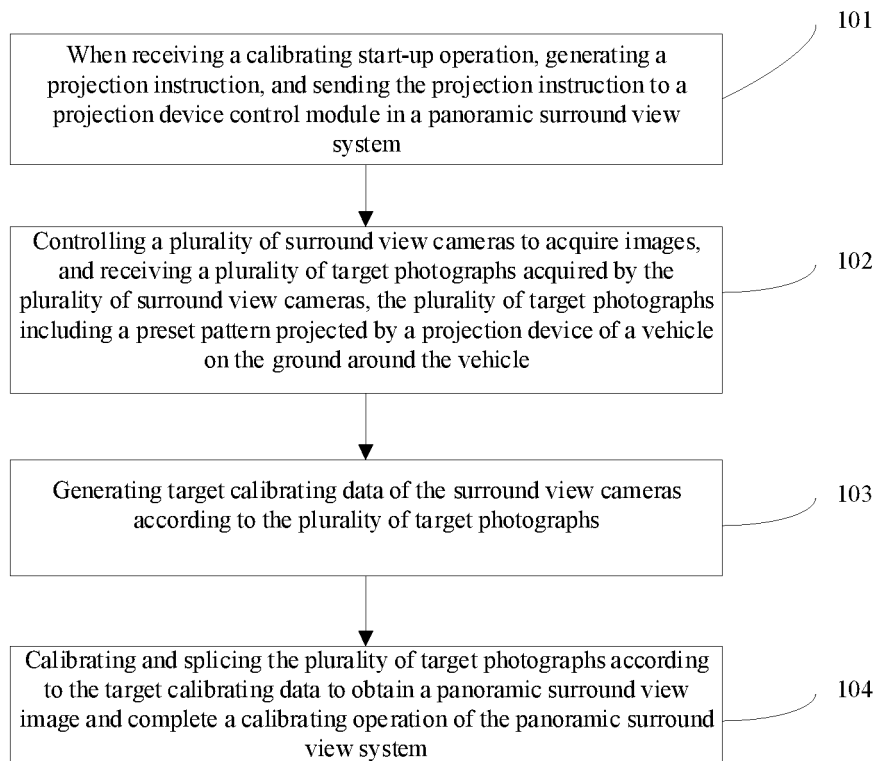 101
When receiving a calibrating start-up operation, generating a
projection instruction, and sending the projection instruction to
a projection device control module in a panoramic surround view
system
Controlling a plurality of surround view cameras to acquire images,
and receiving a plurality of target photographs acquired by the
plurality of surround view cameras, the plurality of target photographs
including a preset pattern projected by a projection device of a vehicle
on the ground around the vehicle
102
Generating target calibrating data of the surround view cameras
according to the plurality of target photographs
103
Calibrating and splicing the plurality of target photographs according
to the target calibrating data to obtain a panoramic surround view
image and complete a calibrating operation of the panoramic surround
view system
104